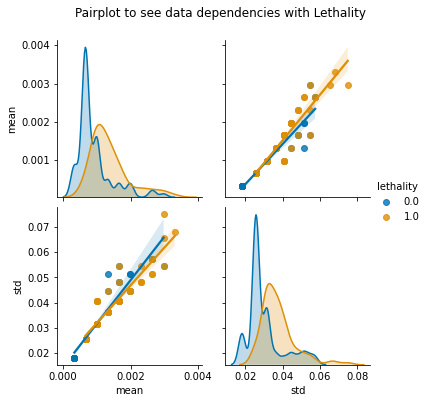 Pairplot to see data dependencies with Lethality
0.004
0.003
0.002
0.001
mean
lethality
0.0
1.0
0.07
0.06
0.05
0.04
0.03
0.02
std
0.000 0.002 0.004
mean
0.02 0.04 0.06 0.08
std